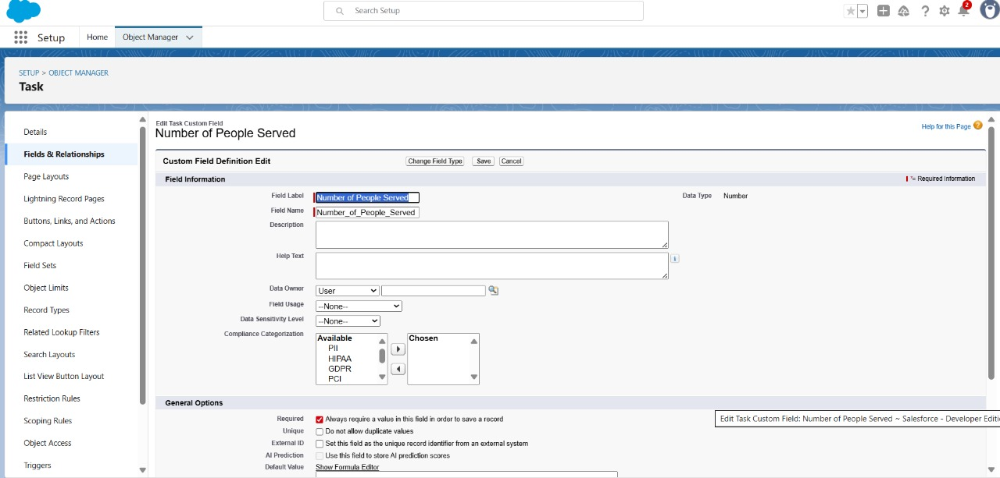 Search Setup
2
Setup
Home
Object Manager
SETUP > OBJECT MANAGER
Task
Details
Fields & Relationships
Page Layouts
Lightning Record Pages
Buttons, Links, and Actions
Compact Layouts
Field Sets
Object Limits
Record Types
Related Lookup Filters
Search Layouts
List View Button Layout
Restriction Rules
Scoping Rules
Object Access
Triggers
Edit Task Custom Field
Number of People Served
Help for this Page
Custom Field Definition Edit
Change Field Type
Save
Cancel
Field Information
= Required Information
Field Label
Number of People Served
Data Type
Number
Field Name
Number_of_People_Served
Description
Help Text
Data Owner
User
Field Usage
--None--
Data Sensitivity Level
--None--
Compliance Categorization
Available
PII
HIPAA
GDPR
PCI
Chosen
General Options
Required
Always require a value in this field in order to save a record
Unique
Do not allow duplicate values
External ID
Set this field as the unique record identifier from an external system
AI Prediction
Use this field to store AI prediction scores
Default Value
Show Formula Editor
Edit Task Custom Field: Number of People Served ~ Salesforce - Developer Editi